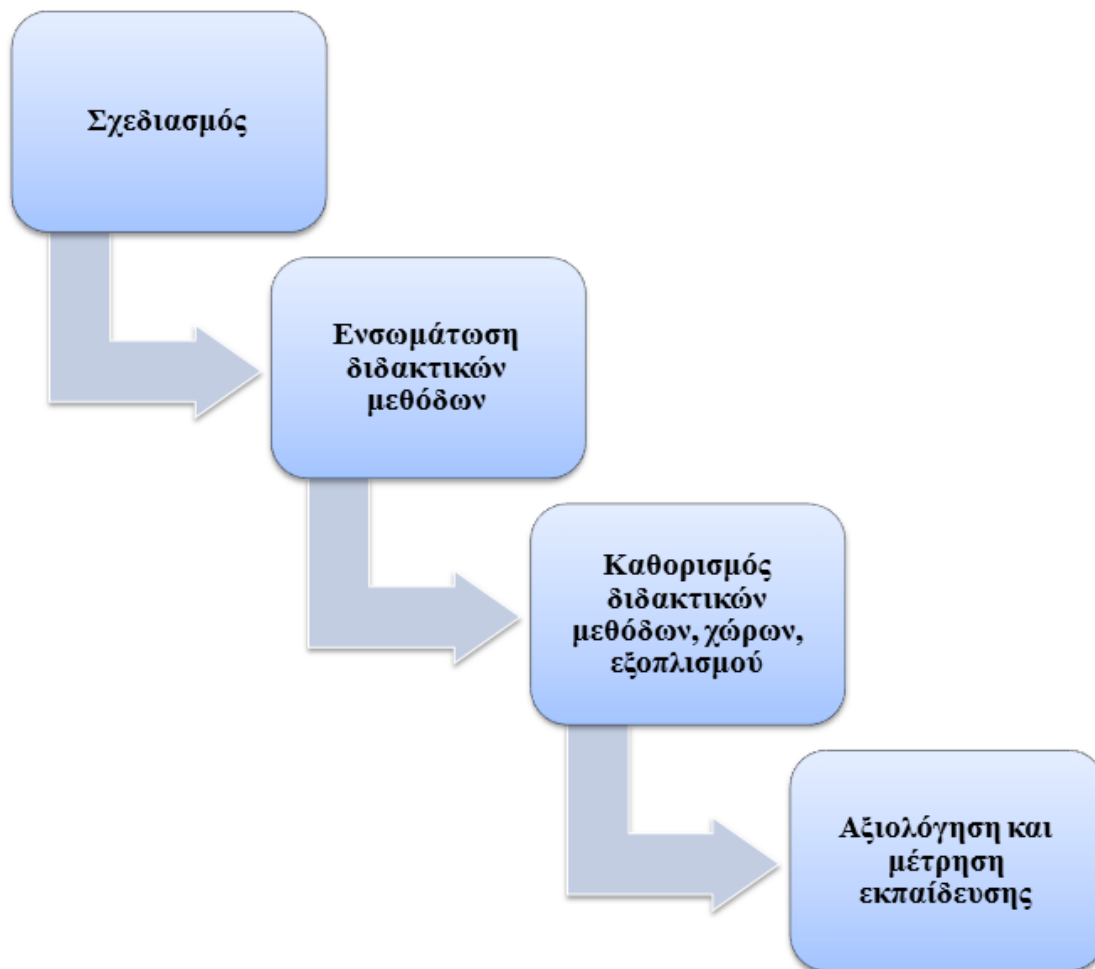 Σχεδιασμός
Ενσωμάτωση
διδακτικών
μεθόδων
Καθορισμός
διδακτικών
μεθόδων, χώρων,
εξοπλισμού
Αξιολόγηση και
μέτρηση
εκπαίδευσης